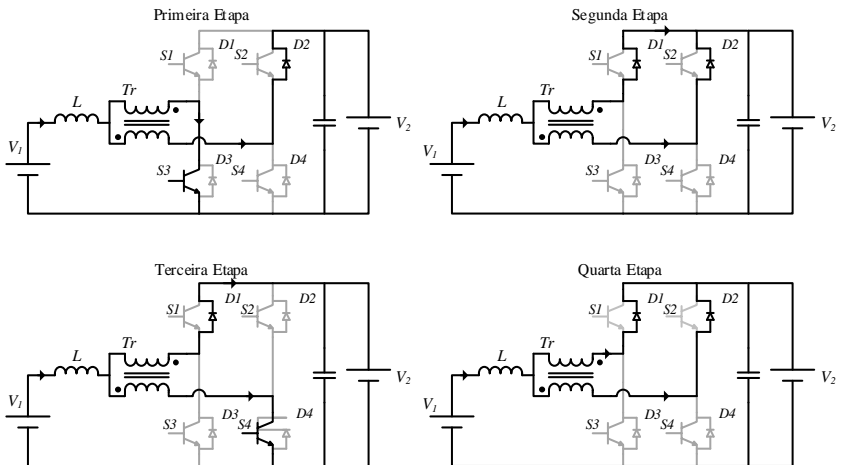 Primeira Etapa
S1
D1
S2
D2
Tr
L
V1
V2
S3
D3
S4
D4
Segunda Etapa
S1
D1
S2
D2
Tr
L
V1
V2
S3
D3
S4
D4
Terceira Etapa
S1
D1
S2
D2
Tr
L
V1
V2
S3
D3
S4
D4
Quarta Etapa
S1
D1
S2
D2
Tr
L
V1
V2
S3
D3
S4
D4